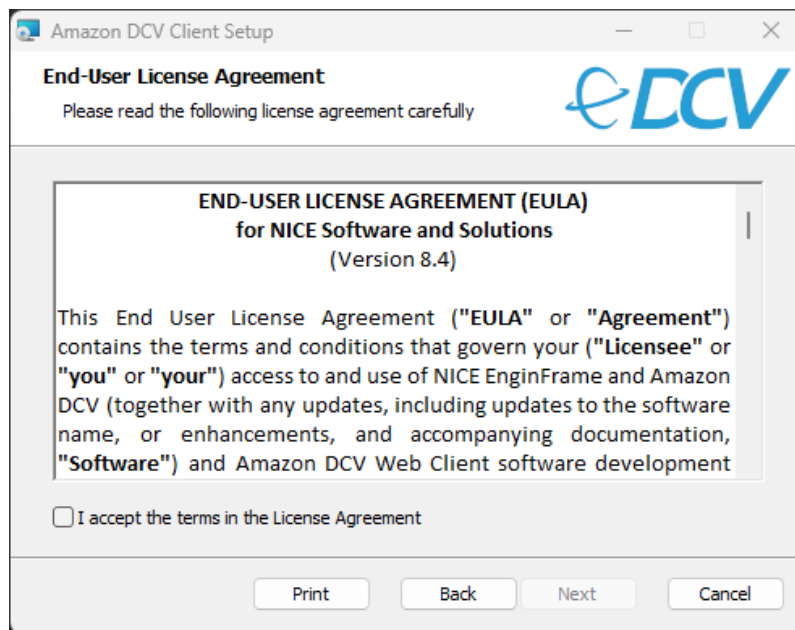 Amazon DCV Client Setup
End-User License Agreement
Please read the following license agreement carefully
DCV
END-USER LICENSE AGREEMENT (EULA)
for NICE Software and Solutions
(Version 8.4)
This End User License Agreement ("EULA" or "Agreement")
contains the terms and conditions that govern your ("Licensee" or
"you" or "your") access to and use of NICE EnginFrame and Amazon
DCV (together with any updates, including updates to the software
name, or enhancements, and accompanying documentation,
"Software") and Amazon DCV Web Client software development
I accept the terms in the License Agreement
Print
Back
Next
Cancel